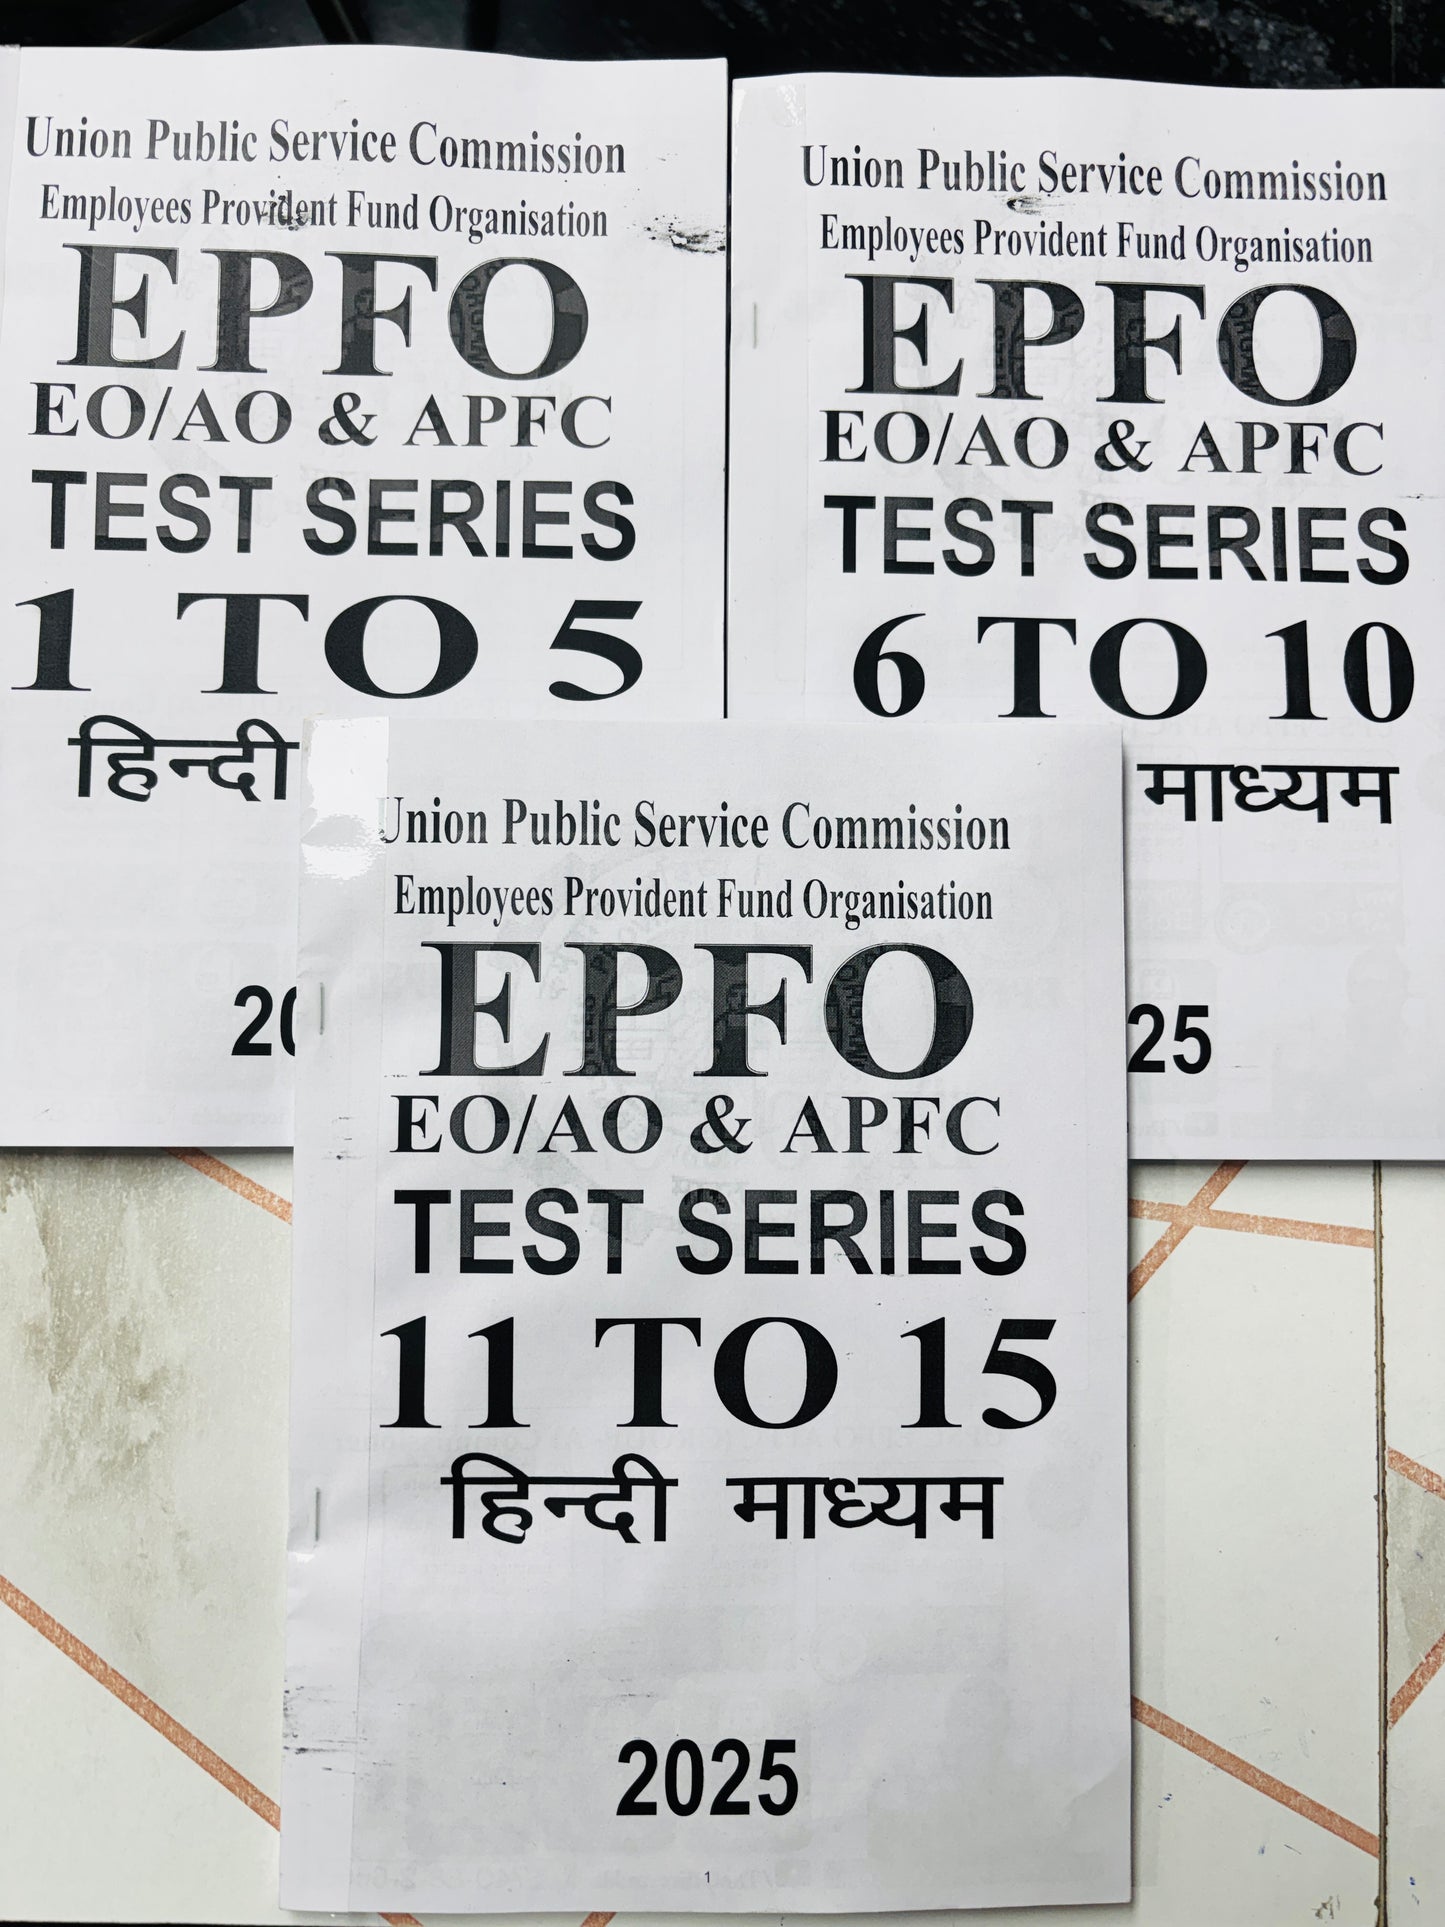 Union Public Service Commission
Employees Provident Fund Organisation
EPFO
EO/AO & APFC
TEST SERIES
1 TO 5
हिन्दी
20
Union Public Service Commission
Employees Provident Fund Organisation
EPFO
EO/AO & APFC
TEST SERIES
6 TO 10
माध्यम
25
Union Public Service Commission
Employees Provident Fund Organisation
EPFO
EO/AO & APFC
TEST SERIES
11 TO 15
हिन्दी माध्यम
2025
1